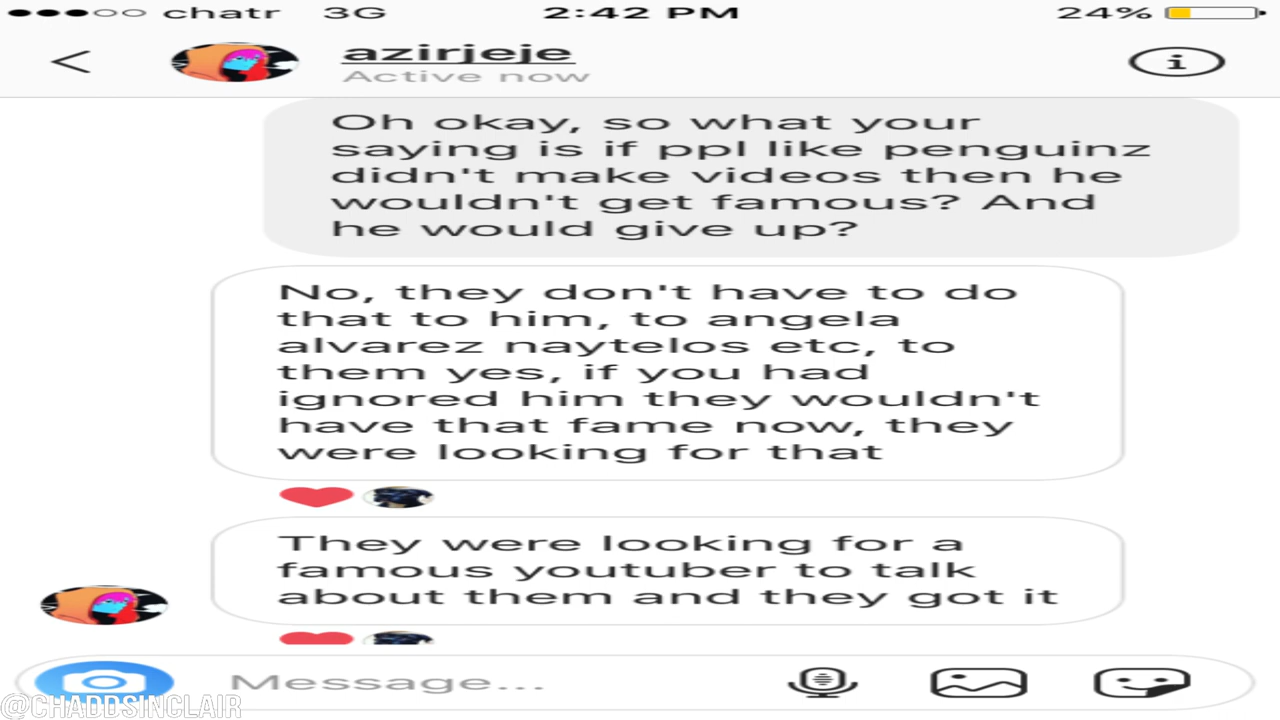 chatr 3G 2:42 PM 24%
azirjeje
Active now
Oh okay, so what your
saying is if ppl like penguinz
didn't make videos then he
wouldn't get famous? And
he would give up?
No, they don't have to do
that to him, to angela
alvarez naytelos etc, to
them yes, if you had
ignored him they wouldn't
have that fame now, they
were looking for that
They were looking for a
famous youtuber to talk
about them and they got it
Message...
@CHADDSINCLAIR